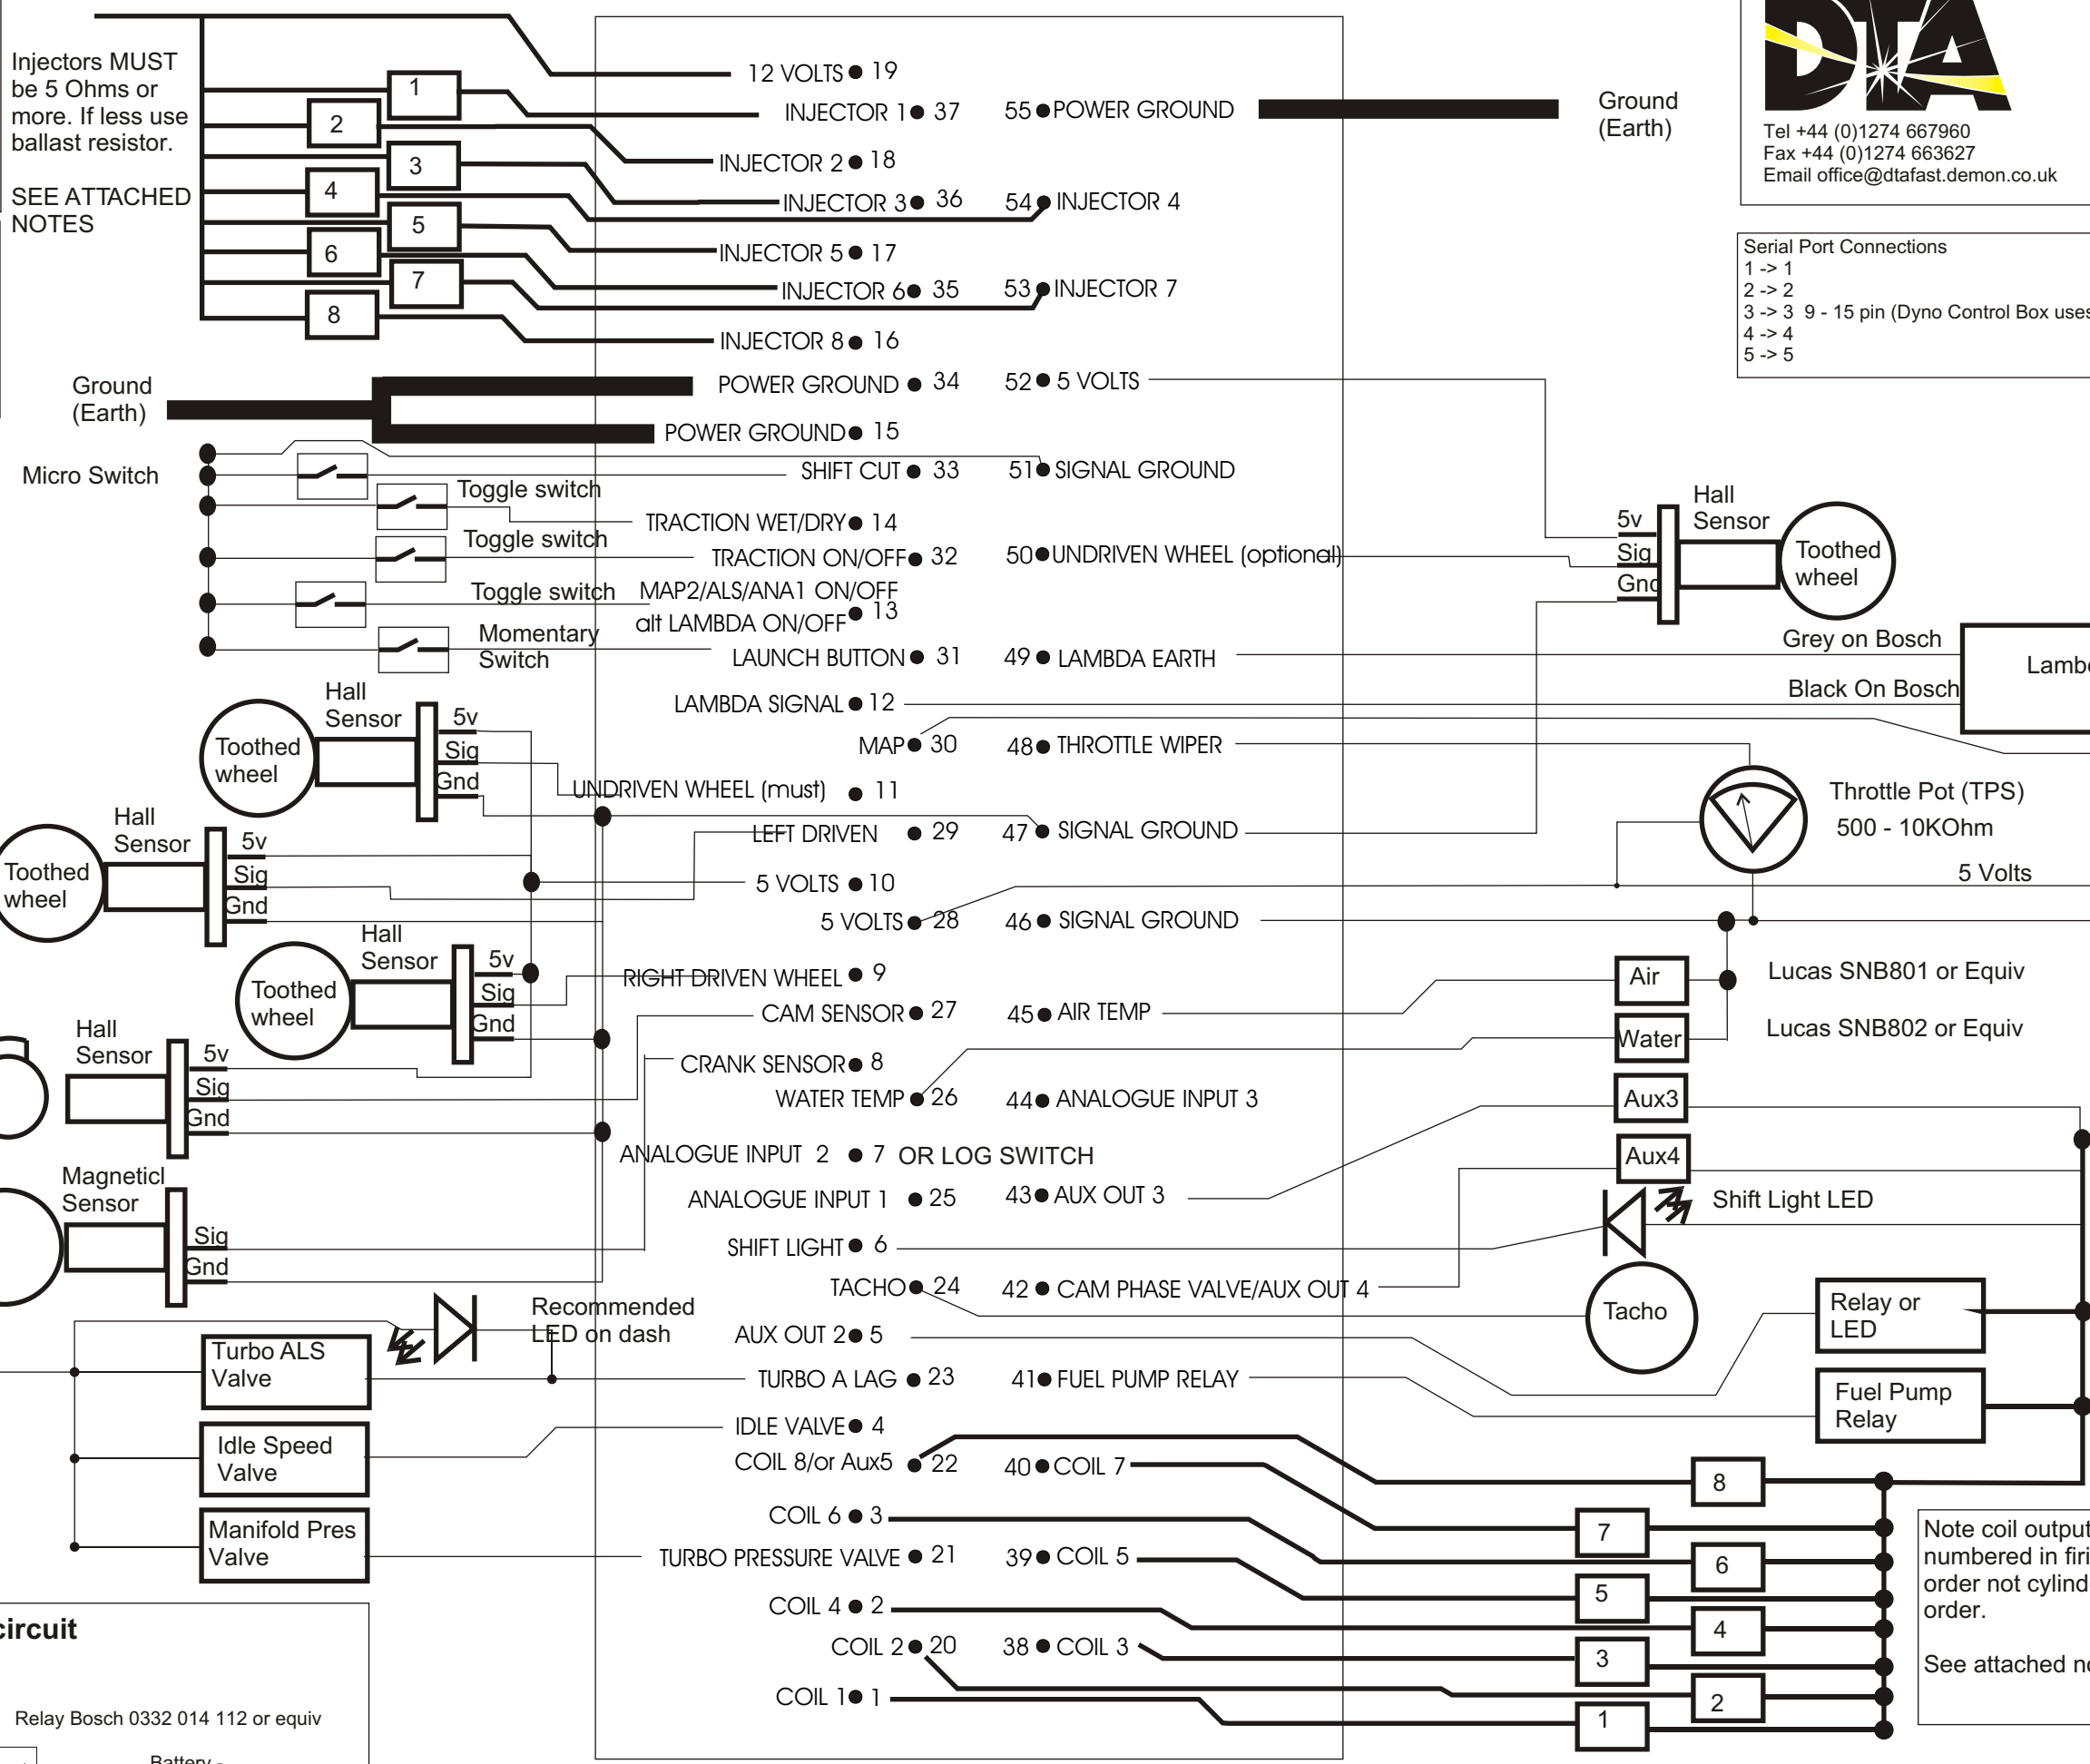 Injectors MUST
be 5 Ohms or
more. If less use
ballast resistor.
SEE ATTACHED
NOTES
1
2
3
4
5
6
7
8
12 VOLTS 19
INJECTOR 1 37
55 POWER GROUND
INJECTOR 2 18
INJECTOR 3 36
54 INJECTOR 4
INJECTOR 5 17
INJECTOR 6 35
53 INJECTOR 7
INJECTOR 8 16
Ground
(Earth)
DTA
Tel +44 (0)1274 667960
Fax +44 (0)1274 663627
Email office@dtafast.demon.co.uk
Serial Port Connections
1 -> 1
2 -> 2
3 -> 3 9 - 15 pin (Dyno Control Box uses
4 -> 4
5 -> 5
Ground
(Earth)
POWER GROUND 34
52 5 VOLTS
POWER GROUND 15
Micro Switch
SHIFT CUT 33
51 SIGNAL GROUND
Toggle switch
TRACTION WET/DRY 14
Toggle switch
TRACTION ON/OFF 32
50 UNDRIVEN WHEEL (optional)
Toggle switch
MAP2/ALS/ANA1 ON/OFF
alt LAMBDA ON/OFF 13
Momentary
Switch
LAUNCH BUTTON 31
49 LAMBDA EARTH
Hall
Sensor
5v
Sig
Gnd
Toothed
wheel
Grey on Bosch
Black On Bosch
LAMBDA SIGNAL 12
MAP 30
48 THROTTLE WIPER
Hall
Sensor
Toothed
wheel
5v
Sig
Gnd
UNDRIVEN WHEEL (must) 11
LEFT DRIVEN 29
47 SIGNAL GROUND
Throttle Pot (TPS)
500 - 10KOhm
5 Volts
Hall
Sensor
Toothed
wheel
5v
Sig
Gnd
5 VOLTS 10
5 VOLTS 28
46 SIGNAL GROUND
Hall
Sensor
Toothed
wheel
5v
Sig
Gnd
RIGHT DRIVEN WHEEL 9
CAM SENSOR 27
45 AIR TEMP
Air
Lucas SNB801 or Equiv
Water
Lucas SNB802 or Equiv
Hall
Sensor
5v
Sig
Gnd
CRANK SENSOR 8
WATER TEMP 26
44 ANALOGUE INPUT 3
Aux3
ANALOGUE INPUT 2 7 OR LOG SWITCH
Aux4
Magneticl
Sensor
Sig
Gnd
ANALOGUE INPUT 1 25
43 AUX OUT 3
Shift Light LED
SHIFT LIGHT 6
TACHO 24
42 CAM PHASE VALVE/AUX OUT 4
Tacho
Recommended
LED on dash
AUX OUT 2 5
Relay or
LED
Turbo ALS
Valve
TURBO A LAG 23
41 FUEL PUMP RELAY
Fuel Pump
Relay
Idle Speed
Valve
IDLE VALVE 4
COIL 8/or Aux5 22
40 COIL 7
COIL 6 3
Manifold Pres
Valve
TURBO PRESSURE VALVE 21
39 COIL 5
COIL 4 2
COIL 2 20
38 COIL 3
COIL 1 1
8
7
6
5
4
3
2
1
Note coil output
numbered in firi
order not cylind
order.
See attached no
circuit
Relay Bosch 0332 014 112 or equiv